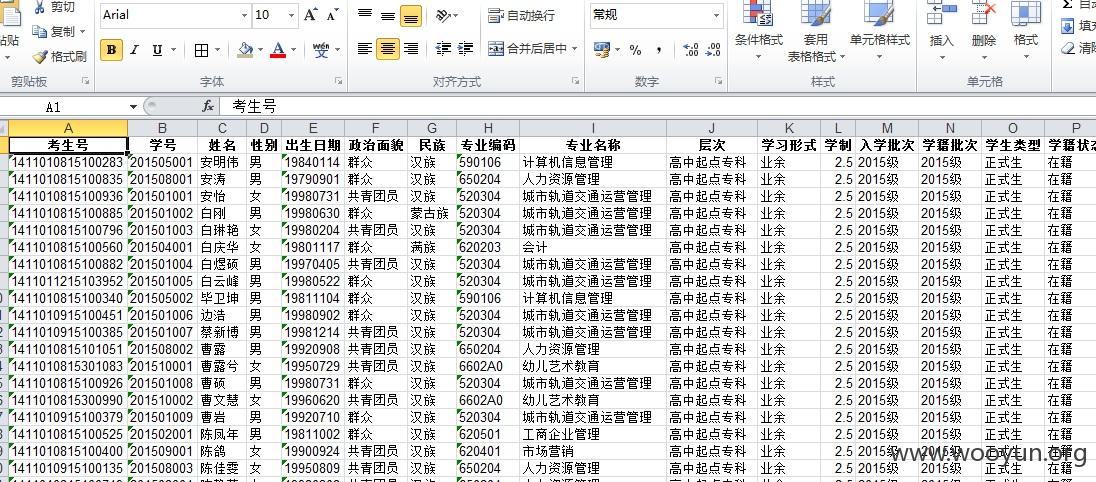 剪切
Arial 10
自动换行
常规
粘贴 复制
格式刷
B I U
合并后居中
条件格式 套用 单元格样式
表格格式
插入 删除 格式
剪贴板 字体 对齐方式 数字 样式 单元格
A1 fx 考生号
A B C D E F G H I J K L M N O P
考生号 学号 姓名 性别 出生日期 政治面貌 民族 专业编码 专业名称 层次 学习形式 学制 入学批次 学籍批次 学生类型 学籍状态
1411010815100283 201505001 安明伟 男 19840114 群众 汉族 590106 计算机信息管理 高中起点专科 业余 2.5 2015级 2015级 正式生 在籍
1411010815100835 201508001 安涛 男 19790901 群众 汉族 650204 人力资源管理 高中起点专科 业余 2.5 2015级 2015级 正式生 在籍
1411010815100936 201501001 安怡 女 19980731 共青团员 汉族 520304 城市轨道交通运营管理 高中起点专科 业余 2.5 2015级 2015级 正式生 在籍
1411010815100885 201501002 白刚 男 19980630 群众 蒙古族 520304 城市轨道交通运营管理 高中起点专科 业余 2.5 2015级 2015级 正式生 在籍
1411010815100796 201501003 白琳艳 女 19980204 共青团员 汉族 520304 城市轨道交通运营管理 高中起点专科 业余 2.5 2015级 2015级 正式生 在籍
1411010815100560 201504001 白庆华 女 19801117 群众 满族 620203 会计 高中起点专科 业余 2.5 2015级 2015级 正式生 在籍
1411010815100882 201501004 白煜硕 男 19970405 共青团员 汉族 520304 城市轨道交通运营管理 高中起点专科 业余 2.5 2015级 2015级 正式生 在籍
1411011215103952 201501005 白云峰 男 19980522 群众 汉族 520304 城市轨道交通运营管理 高中起点专科 业余 2.5 2015级 2015级 正式生 在籍
1411010815100340 201505002 毕卫坤 男 19811104 群众 汉族 590106 计算机信息管理 高中起点专科 业余 2.5 2015级 2015级 正式生 在籍
1411010915100451 201501006 边浩 男 19980902 群众 汉族 520304 城市轨道交通运营管理 高中起点专科 业余 2.5 2015级 2015级 正式生 在籍
1411010915100385 201501007 蔡新博 男 19981214 共青团员 汉族 520304 城市轨道交通运营管理 高中起点专科 业余 2.5 2015级 2015级 正式生 在籍
1411010815101051 201508002 曹露 男 19920908 共青团员 汉族 650204 人力资源管理 高中起点专科 业余 2.5 2015级 2015级 正式生 在籍
1411010815301083 201510001 曹露兮 女 19950729 共青团员 汉族 6602A0 幼儿艺术教育 高中起点专科 业余 2.5 2015级 2015级 正式生 在籍
1411010815100926 201501008 曹硕 男 19980731 群众 汉族 520304 城市轨道交通运营管理 高中起点专科 业余 2.5 2015级 2015级 正式生 在籍
1411010815300990 201510002 曹文慧 女 19960620 共青团员 汉族 6602A0 幼儿艺术教育 高中起点专科 业余 2.5 2015级 2015级 正式生 在籍
1411010915100379 201501009 曹岩 男 19920710 群众 汉族 520304 城市轨道交通运营管理 高中起点专科 业余 2.5 2015级 2015级 正式生 在籍
1411010815100525 201502001 陈凤年 男 19811002 群众 汉族 620501 工商企业管理 高中起点专科 业余 2.5 2015级 2015级 正式生 在籍
1411010815100400 201509001 陈鸽 女 19900924 共青团员 汉族 620401 市场营销 高中起点专科 业余 2.5 2015级 2015级 正式生 在籍
1411010915100135 201508003 陈佳雯 女 19950809 共青团员 汉族 650204 人力资源管理 高中起点专科 业余 2.5 2015级 2015级 正式生 在籍
www.wooyun.org